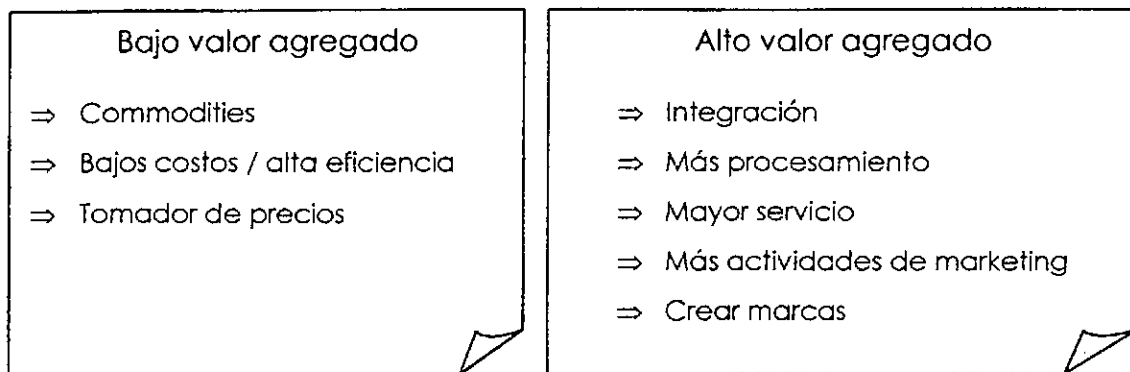 Bajo valor agregado
⇒ Commodities
⇒ Bajos costos / alta eficiencia
⇒ Tomador de precios
Alto valor agregado
⇒ Integración
⇒ Más procesamiento
⇒ Mayor servicio
⇒ Más actividades de marketing
⇒ Crear marcas